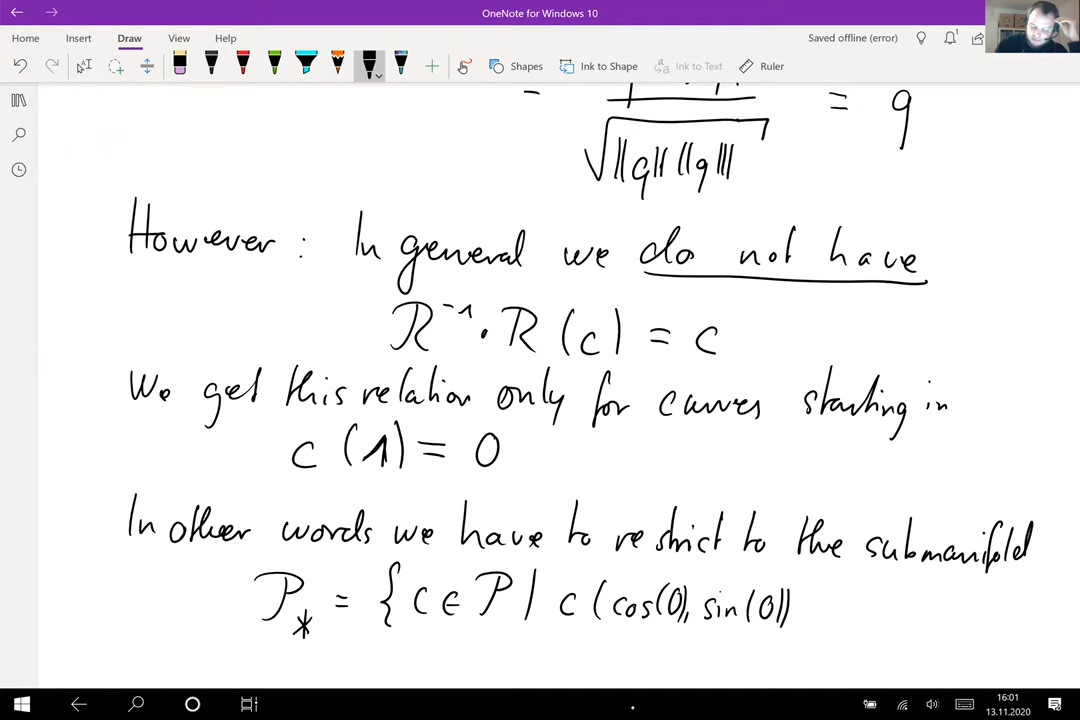 OneNote for Windows 10
Home Insert Draw View Help Saved offline (error)
Shapes Ink to Shape Ink to Text Ruler
= q
√||q|| ||q||
However: In general we do not have
R⁻¹ · R (c) = c
We get this relation only for curves starting in
c (1) = 0
In other words we have to restrict to the submanifold
P_* = { c ∈ P | c (cos(0), sin(0))
16:01
13.11.2020